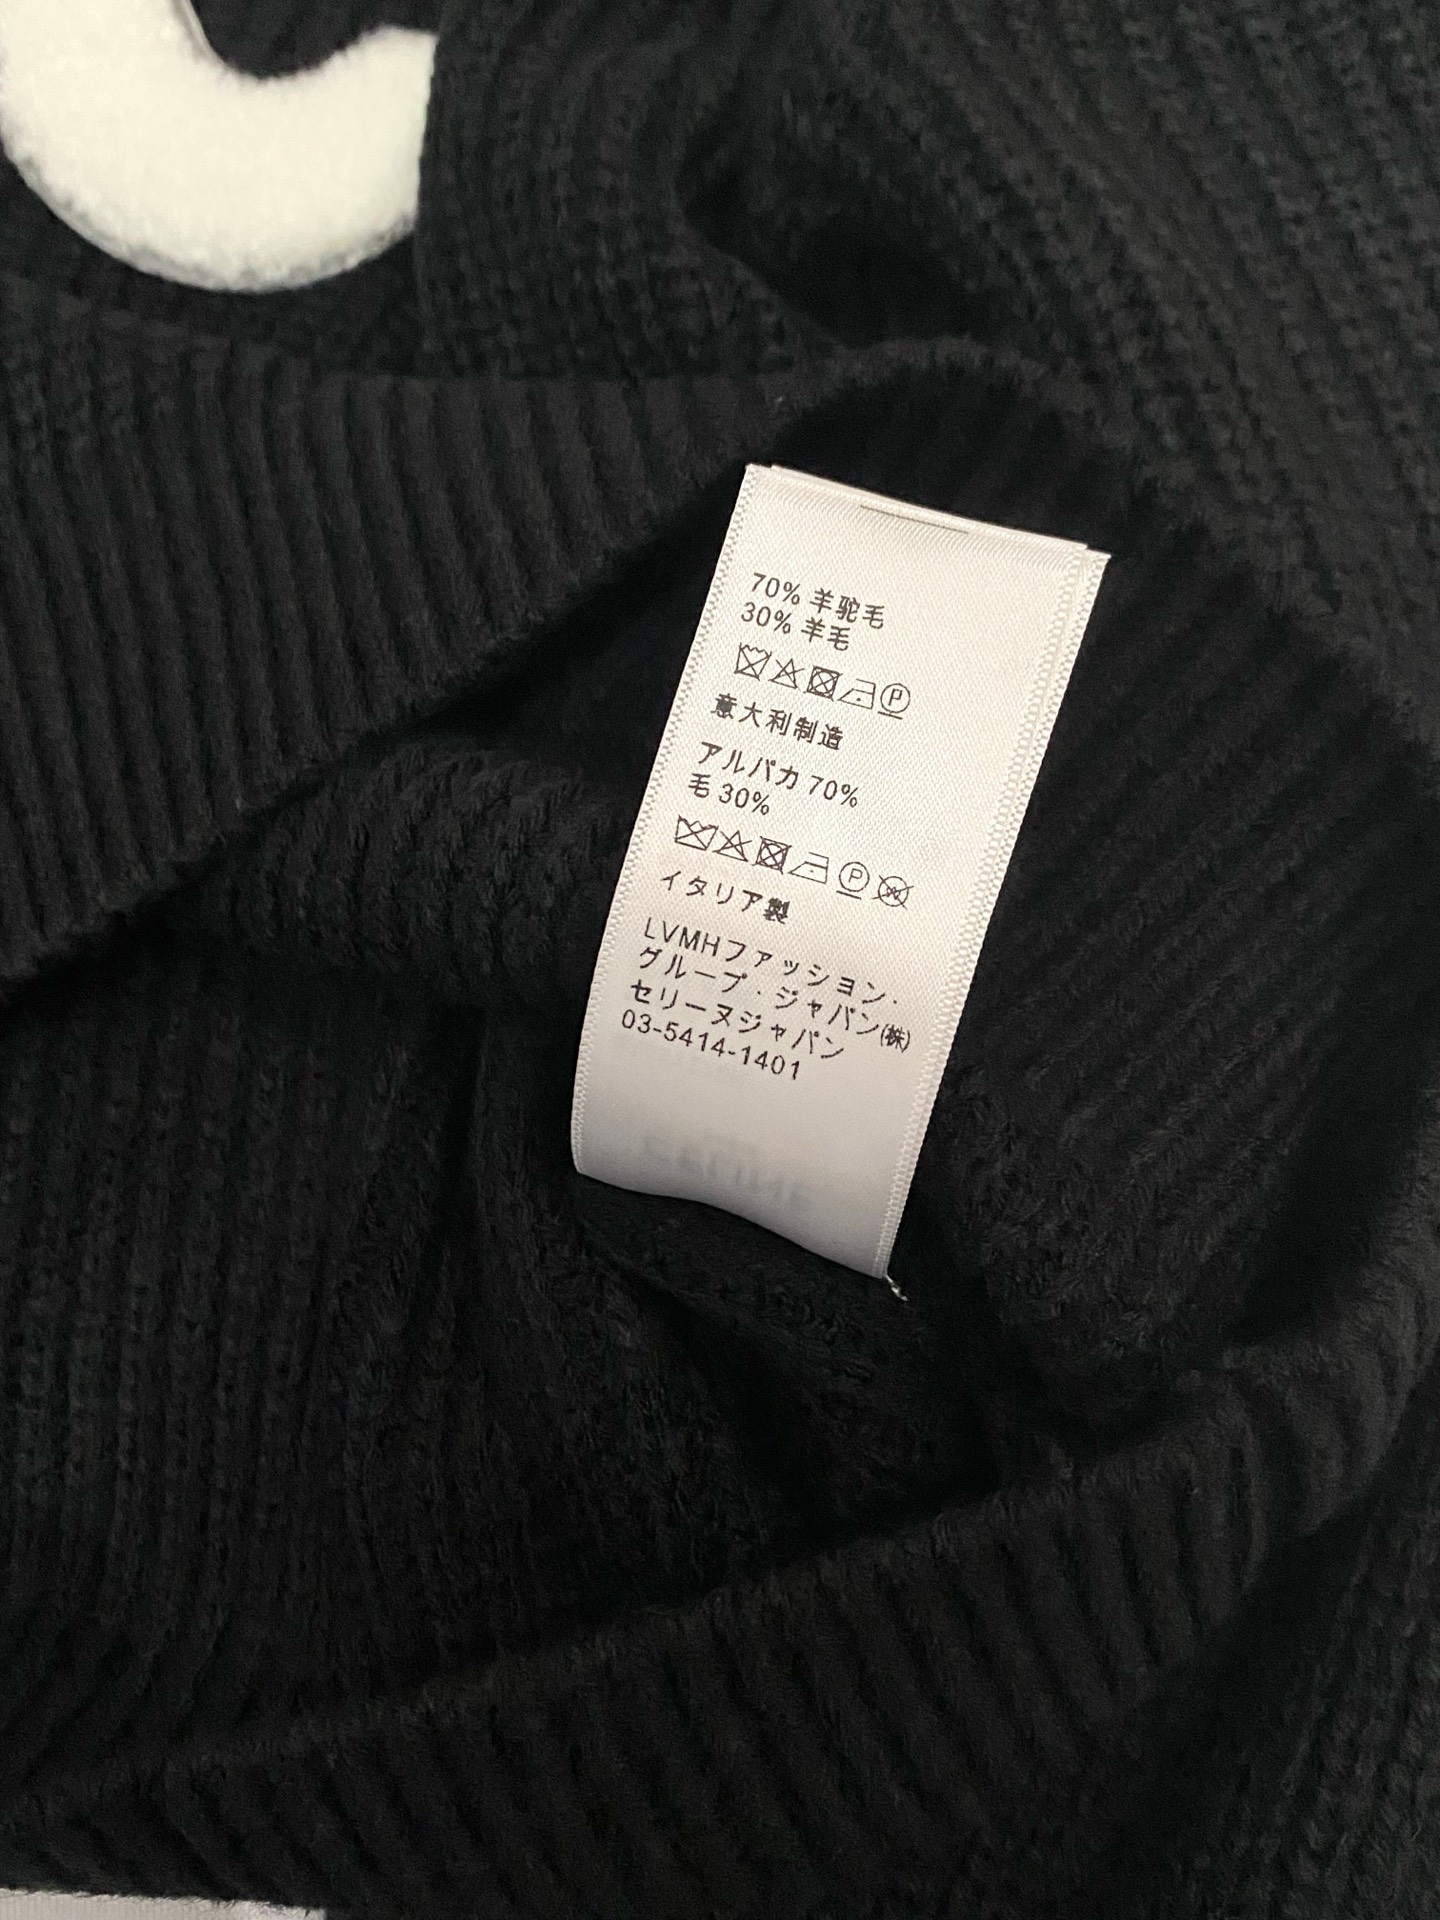 70% 羊驼毛
30% 羊毛
P
意大利制造
アルパカ 70%
毛 30%
P W
イタリア製
LVMHファッション・
グループ・ジャパン(株)
セリーヌジャパン
03-5414-1401